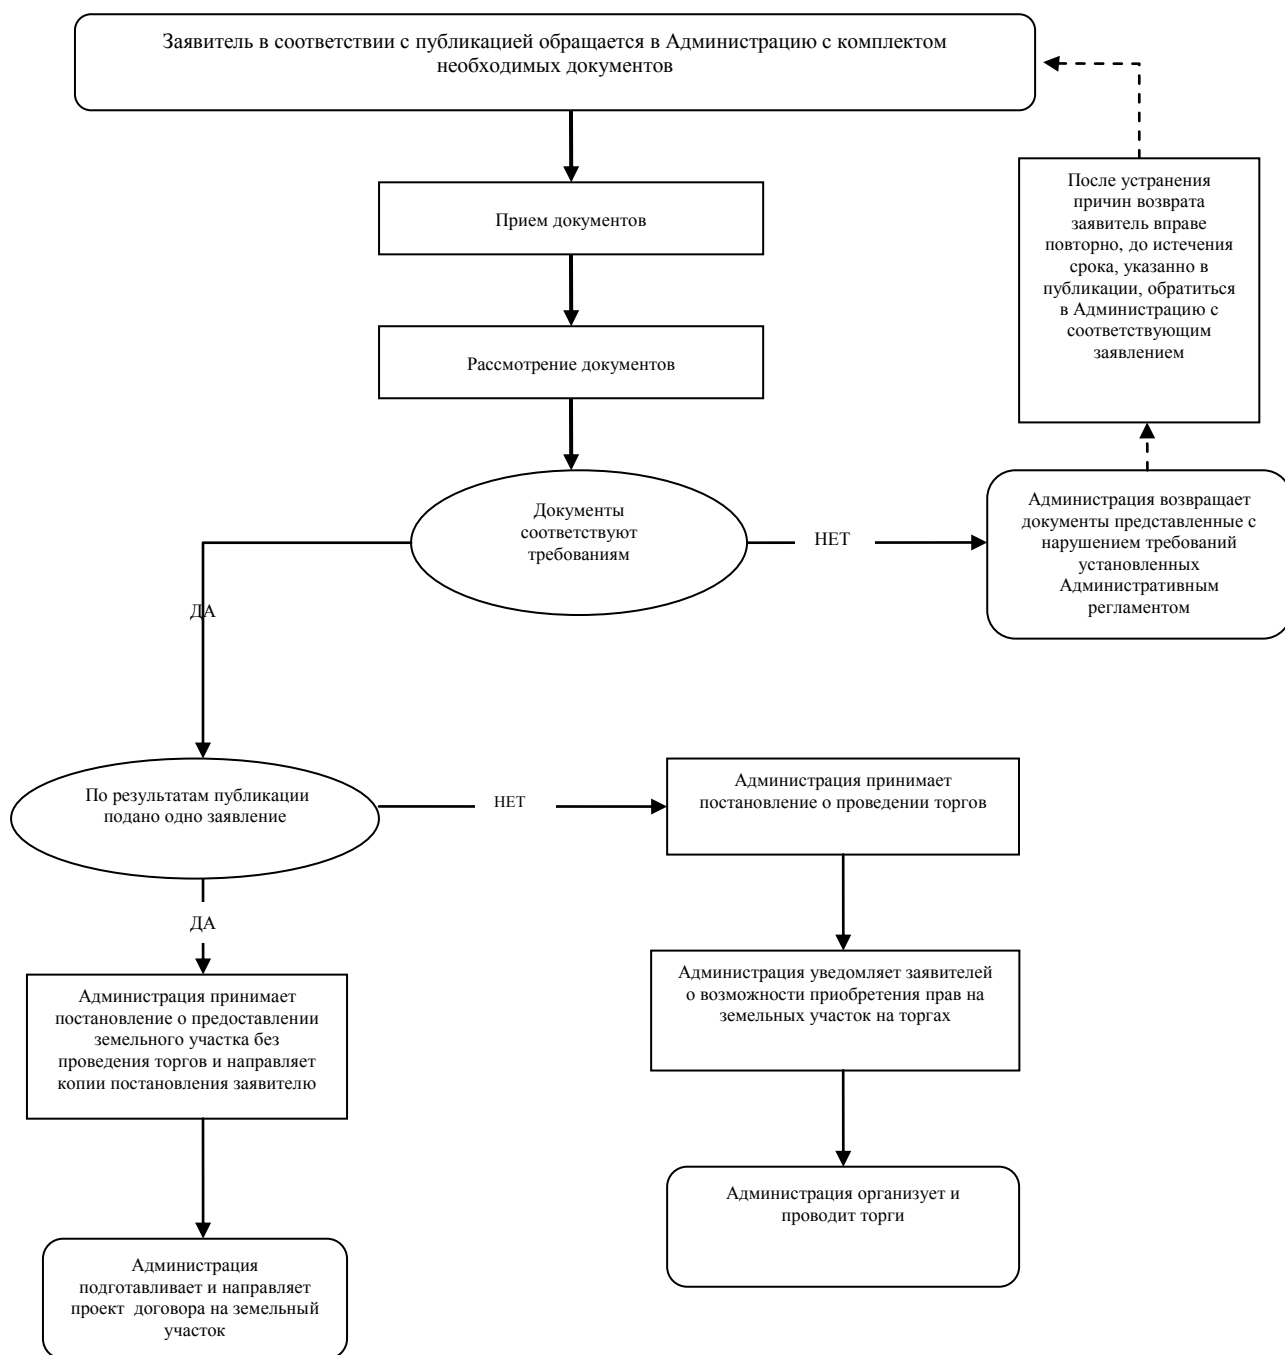 Заявитель в соответствии с публикацией обращается в Администрацию с комплектом
необходимых документов
Прием документов
Рассмотрение документов
После устранения
причин возврата
заявитель вправе
повторно, до истечения
срока, указанно в
публикации, обратиться
в Администрацию с
соответствующим
заявлением
Документы
соответствуют
требованиям
НЕТ
Администрация возвращает
документы представленные с
нарушением требований
установленных
Административным
регламентом
ДА
По результатам публикации
подано одно заявление
НЕТ
Администрация принимает
постановление о проведении торгов
ДА
Администрация принимает
постановление о предоставлении
земельного участка без
проведения торгов и направляет
копии постановления заявителю
Администрация уведомляет заявителей
о возможности приобретения прав на
земельных участок на торгах
Администрация организует и
проводит торги
Администрация
подготавливает и направляет
проект договора на земельный
участок